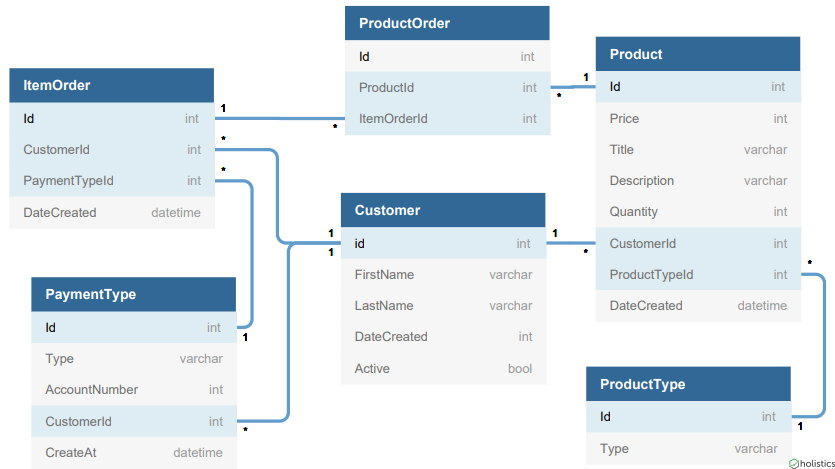 ProductOrder
Id int
ProductId int
ItemOrderId int
Product
Id int
Price int
Title varchar
Description varchar
Quantity int
CustomerId int
ProductTypeId int
DateCreated datetime
ItemOrder
Id int
CustomerId int
PaymentTypeId int
DateCreated datetime
Customer
id int
FirstName varchar
LastName varchar
DateCreated int
Active bool
PaymentType
Id int
Type varchar
AccountNumber int
CustomerId int
CreateAt datetime
ProductType
Id int
Type varchar
1
*
1
*
*
*
1
1
1
*
*
1
*
1
holistics